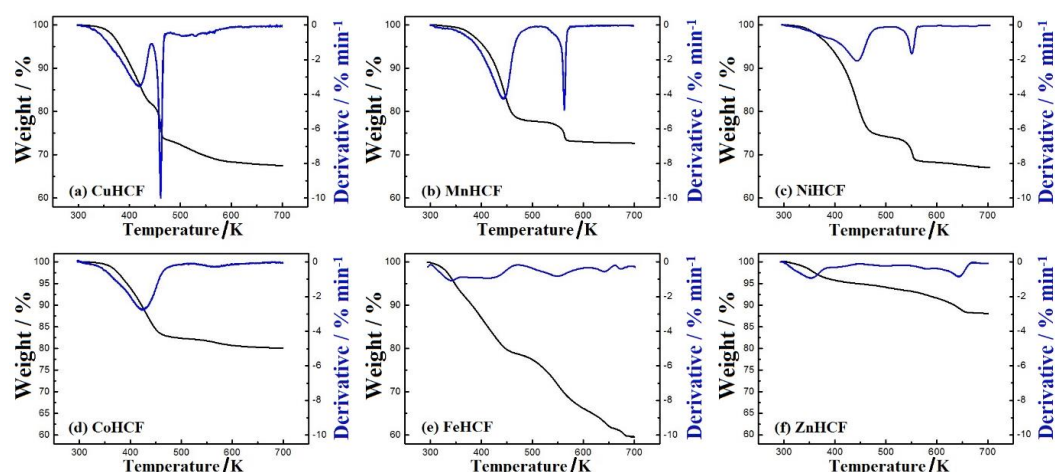 100
90
80
70
60
Weight / %
(a) CuHCF
300 400 500 600 700
Temperature/K
0
-2
-4
-6
-8
-10
Derivative / % min⁻¹
100
90
80
70
60
Weight / %
(b) MnHCF
300 400 500 600 700
Temperature/K
0
-2
-4
-6
-8
-10
Derivative / % min⁻¹
100
90
80
70
60
Weight / %
(c) NiHCF
300 400 500 600 700
Temperature/K
0
-2
-4
-6
-8
-10
Derivative / % min⁻¹
100
95
90
85
80
75
70
65
60
Weight / %
(d) CoHCF
300 400 500 600 700
Temperature/K
0
-2
-4
-6
-8
-10
Derivative / % min⁻¹
100
95
90
85
80
75
70
65
60
Weight / %
(e) FeHCF
300 400 500 600 700
Temperature/K
0
-2
-4
-6
-8
-10
Derivative / % min⁻¹
100
95
90
85
80
75
70
65
60
Weight / %
(f) ZnHCF
300 400 500 600 700
Temperature/K
0
-2
-4
-6
-8
-10
Derivative / % min⁻¹